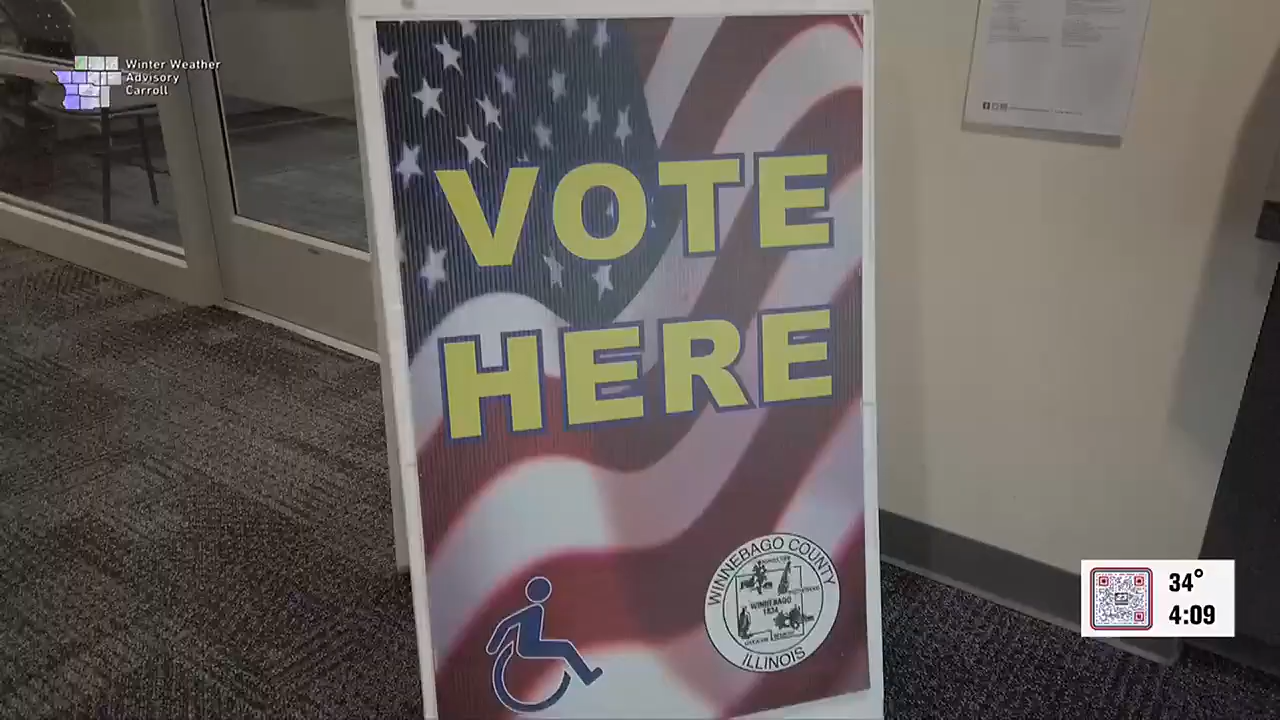 Winter Weather
Advisory
Carroll
VOTE
HERE
WINNEBAGO COUNTY
WINNEBAGO
1836
ILLINOIS
34°
4:09